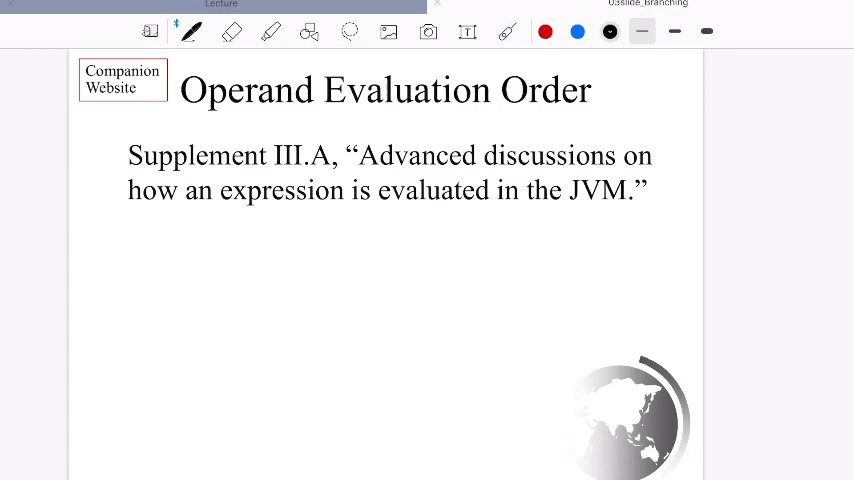 Lecture
03slide_Branching
Companion
Website
Operand Evaluation Order
Supplement III.A, “Advanced discussions on
how an expression is evaluated in the JVM.”